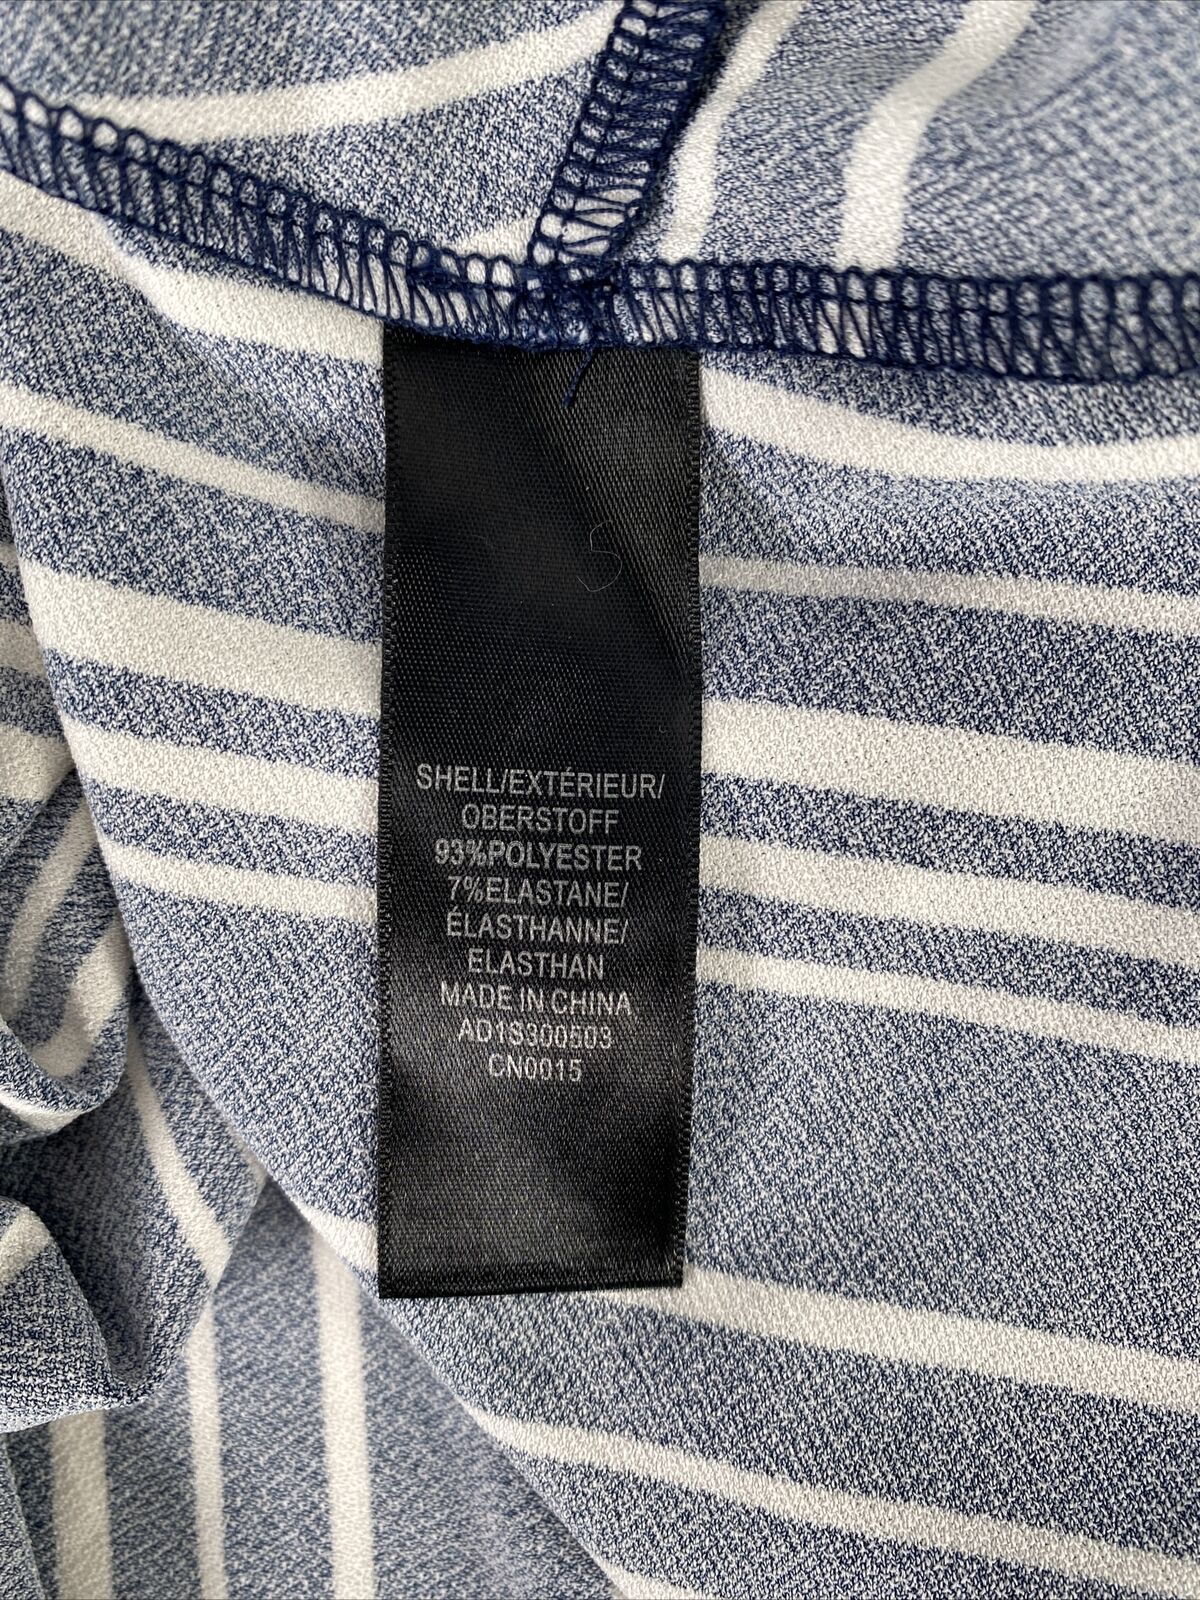 SHELL/EXTÉRIEUR/
OBERSTOFF
93%POLYESTER
7%ELASTANE/
ÉLASTHANNE/
ELASTHAN
MADE IN CHINA
AD1S300503
CN0015